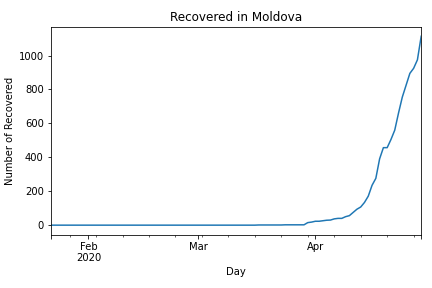 Recovered in Moldova
Number of Recovered
1000
800
600
400
200
0
Feb
2020
Mar
Apr
Day